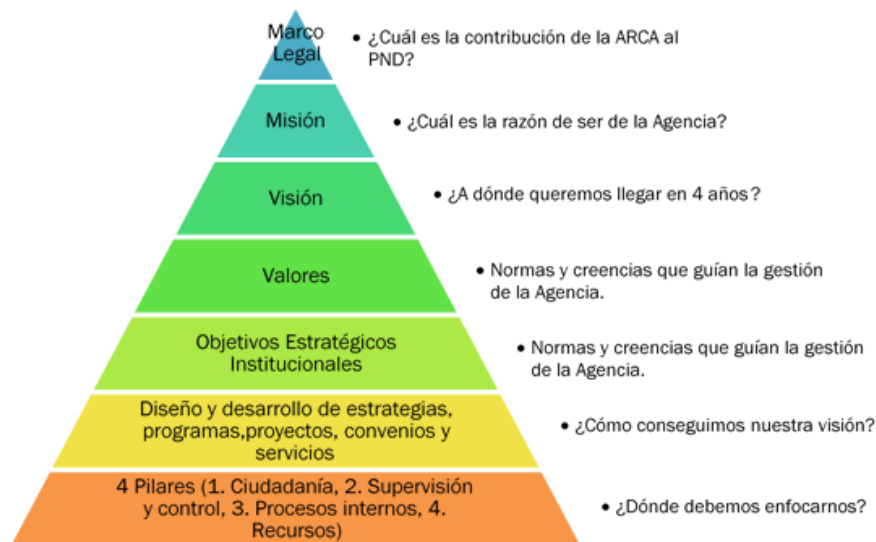 Marco
Legal
• ¿Cuál es la contribución de la ARCA al
PND?
Misión
• ¿Cuál es la razón de ser de la Agencia?
Visión
• ¿A dónde queremos llegar en 4 años?
Valores
• Normas y creencias que guían la gestión
de la Agencia.
Objetivos Estratégicos
Institucionales
• Normas y creencias que guían la gestión
de la Agencia.
Diseño y desarrollo de estrategias,
programas,proyectos, convenios y
servicios
• ¿Cómo conseguimos nuestra visión?
4 Pilares (1. Ciudadanía, 2. Supervisión
y control, 3. Procesos internos, 4.
Recursos)
• ¿Dónde debemos enfocarnos?